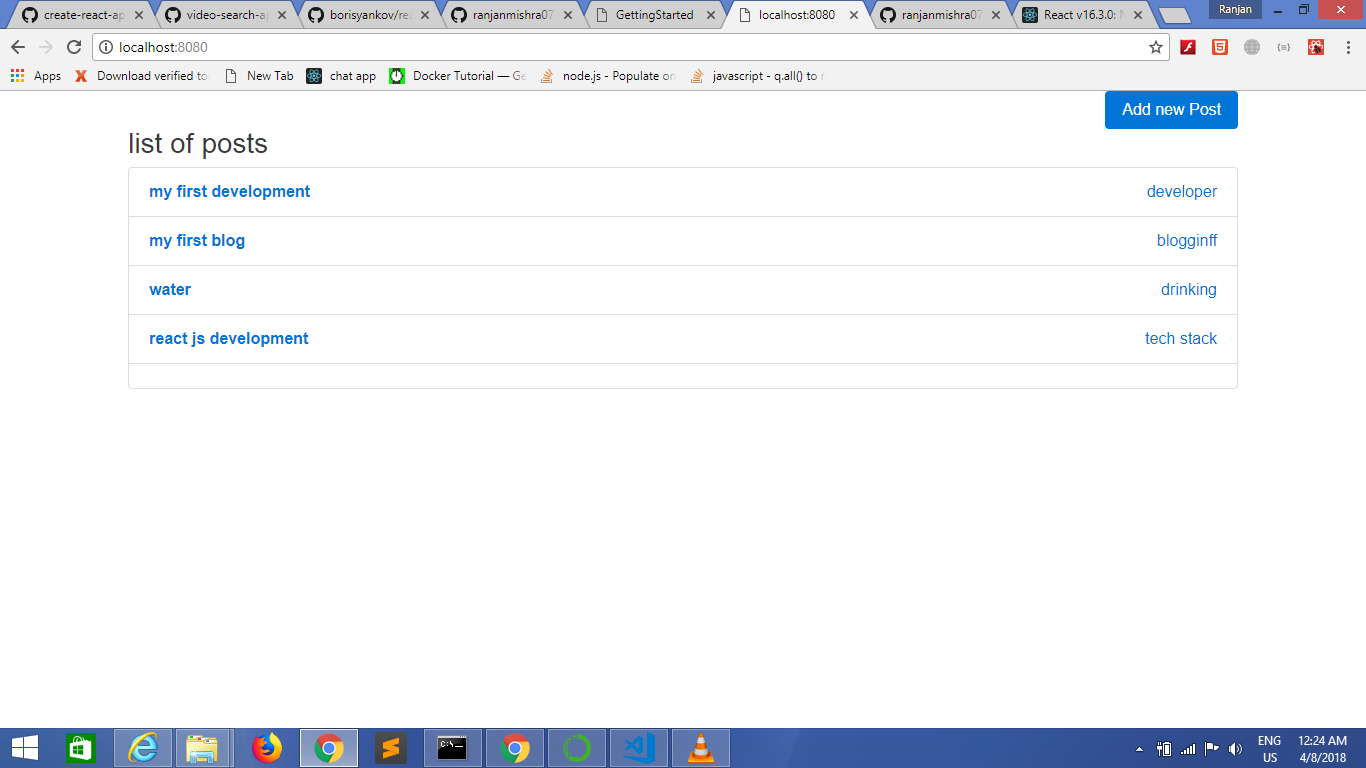 Ranjan
create-react-ap
video-search-ap
borisyankov/rea
ranjanmishra07
GettingStarted
localhost:8080
ranjanmishra07
React v16.3.0: N
localhost:8080
Apps
Download verified to
New Tab
chat app
Docker Tutorial — Ge
node.js - Populate on
javascript - q.all() to r
Add new Post
list of posts
my first development developer
my first blog blogginff
water drinking
react js development tech stack
ENG 12:24 AM
US 4/8/2018